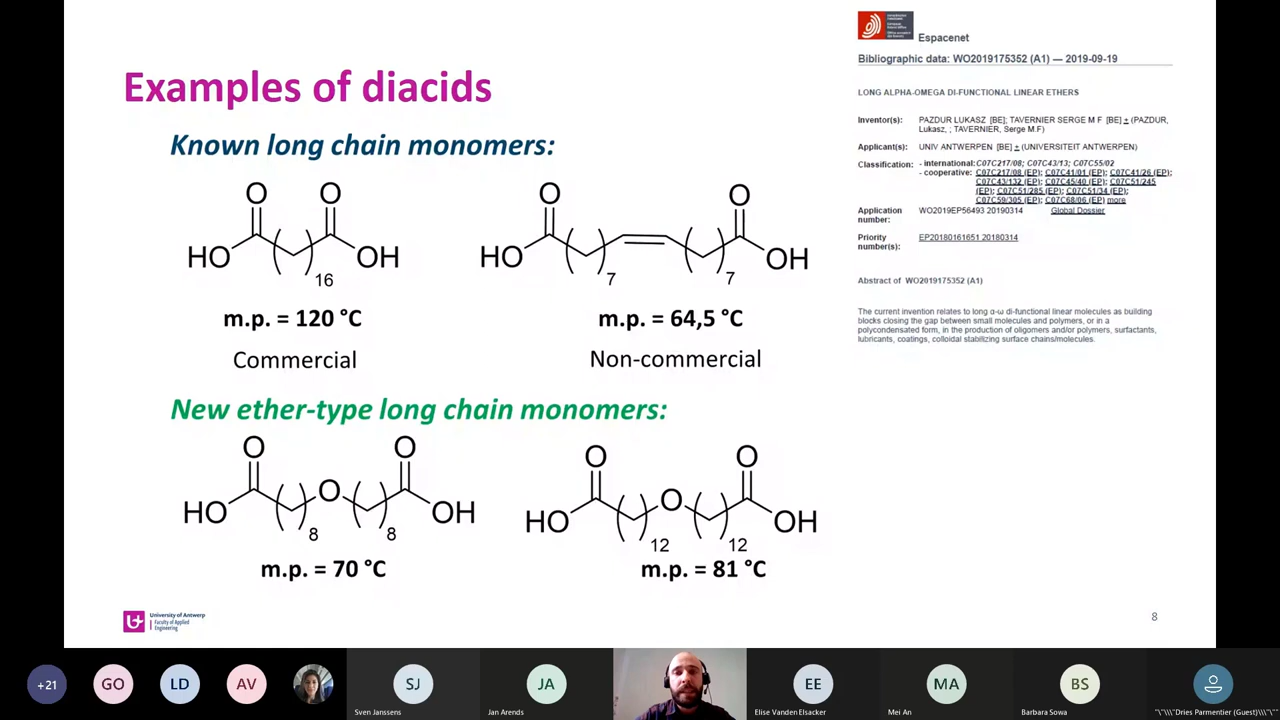 Examples of diacids
Known long chain monomers:
O O
HO OH
16
m.p. = 120 °C
Commercial
O O
HO OH
7 7
m.p. = 64,5 °C
Non-commercial
New ether-type long chain monomers:
O O
HO O OH
8 8
m.p. = 70 °C
O O
HO O OH
12 12
m.p. = 81 °C
Espacenet
Bibliographic data: WO2019175352 (A1) — 2019-09-19
LONG ALPHA-OMEGA DI-FUNCTIONAL LINEAR ETHERS
Inventor(s): PAZDUR LUKASZ [BE]; TAVERNIER SERGE M F [BE] ± (PAZDUR,
Lukasz, ; TAVERNIER, Serge M.F)
Applicant(s): UNIV ANTWERPEN [BE] ± (UNIVERSITEIT ANTWERPEN)
Classification: - international: C07C217/08; C07C43/13; C07C55/02
- cooperative: C07C217/08 (EP); C07C41/01 (EP); C07C41/26 (EP);
C07C43/132 (EP); C07C45/40 (EP); C07C51/245
(EP); C07C51/285 (EP); C07C51/34 (EP);
C07C59/305 (EP); C07C68/06 (EP) more
Application WO2019EP56493 20190314 Global Dossier
number:
Priority EP20180161651 20180314
number(s):
Abstract of WO2019175352 (A1)
The current invention relates to long α-ω di-functional linear molecules as building
blocks closing the gap between small molecules and polymers, or in a
polycondensated form, in the production of oligomers and/or polymers, surfactants,
lubricants, coatings, colloidal stabilizing surface chains/molecules.
University of Antwerp
Faculty of Applied
Engineering
8
+21 GO LD AV SJ JA EE MA BS
Sven Janssens Jan Arends Elise Vanden Elsacker Mei An Barbara Sowa "\"\\\"Dries Parmentier (Guest)\\\"\"